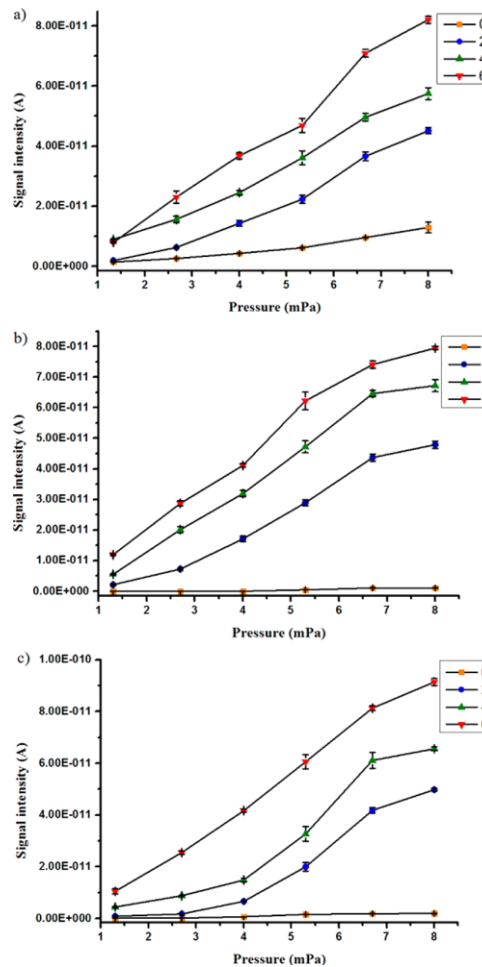 a)
8.00E-011
6.00E-011
4.00E-011
2.00E-011
0.00E+000
Signal intensity (A)
1 2 3 4 5 6 7 8
Pressure (mPa)
0
2
4
6
b)
8.00E-011
7.00E-011
6.00E-011
5.00E-011
4.00E-011
3.00E-011
2.00E-011
1.00E-011
0.00E+000
Signal intensity (A)
1 2 3 4 5 6 7 8
Pressure (mPa)
c)
1.00E-010
8.00E-011
6.00E-011
4.00E-011
2.00E-011
0.00E+000
Signal intensity (A)
1 2 3 4 5 6 7 8
Pressure (mPa)